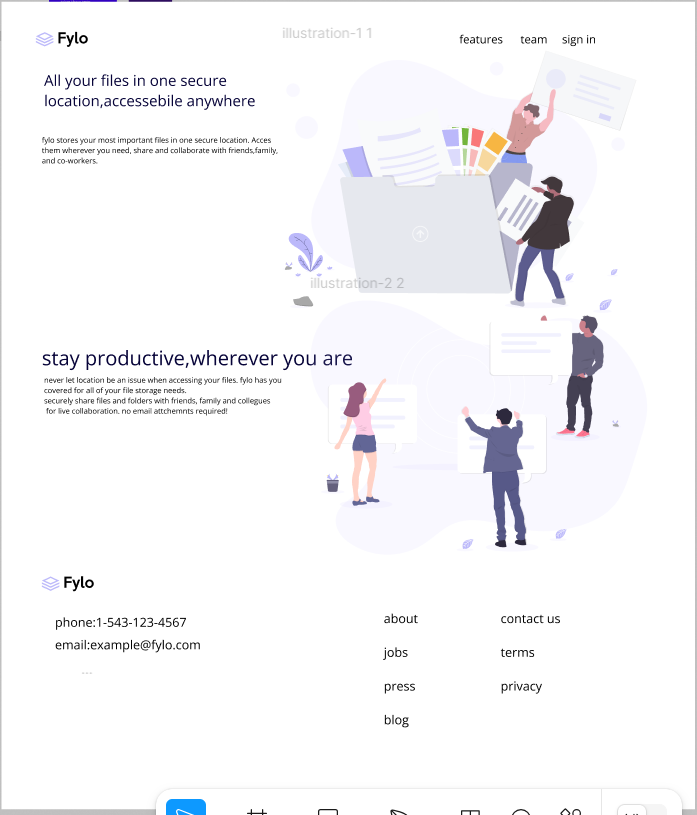 Fylo
illustration-1 1
features team sign in
All your files in one secure
location,accessebile anywhere
fylo stores your most important files in one secure location. Acces
them wherever you need, share and collaborate with friends,family,
and co-workers.
illustration-2 2
stay productive,wherever you are
never let location be an issue when accessing your files. fylo has you
covered for all of your file storage needs.
securely share files and folders with friends, family and collegues
for live collaboration. no email attchemnts required!
Fylo
phone:1-543-123-4567
email:example@fylo.com
...
about contact us
jobs terms
press privacy
blog